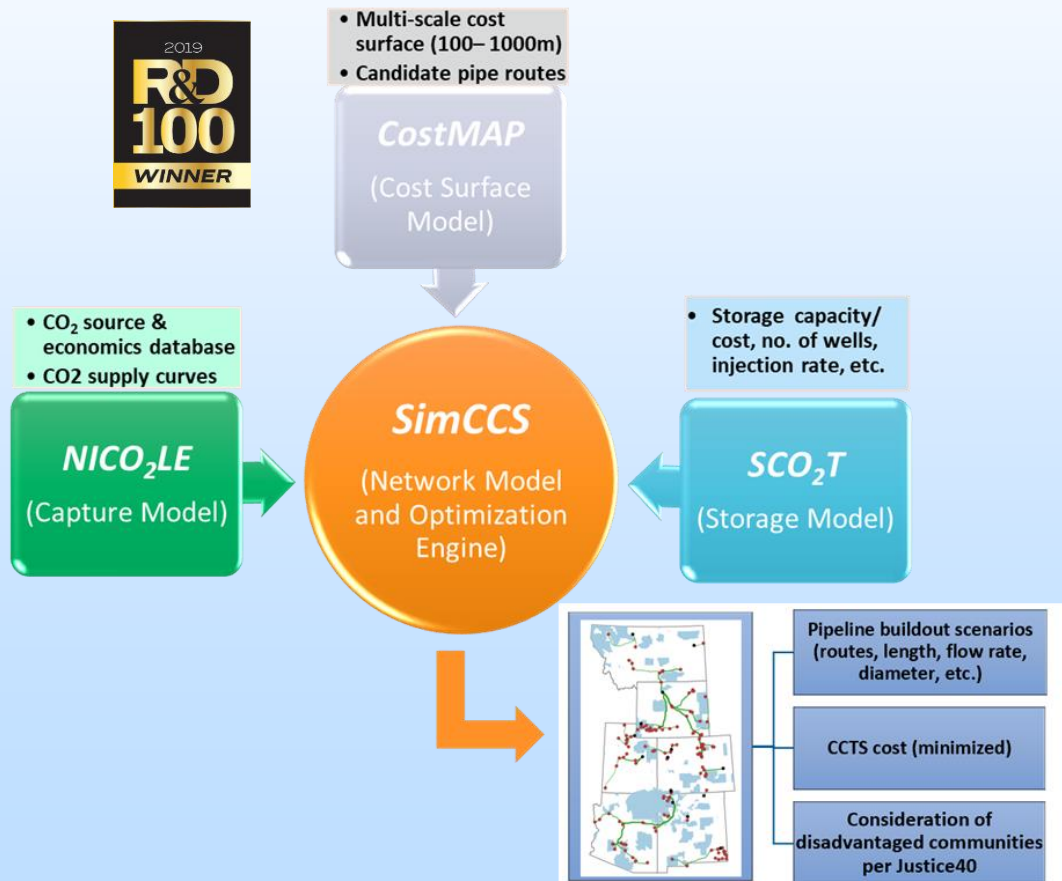 2019
R&D
100
WINNER
• Multi-scale cost
surface (100– 1000m)
• Candidate pipe routes
CostMAP
(Cost Surface
Model)
• CO₂ source &
economics database
• CO2 supply curves
NICO₂LE
(Capture Model)
SimCCS
(Network Model
and Optimization
Engine)
• Storage capacity/
cost, no. of wells,
injection rate, etc.
SCO₂T
(Storage Model)
Pipeline buildout scenarios
(routes, length, flow rate,
diameter, etc.)
CCTS cost (minimized)
Consideration of
disadvantaged communities
per Justice40